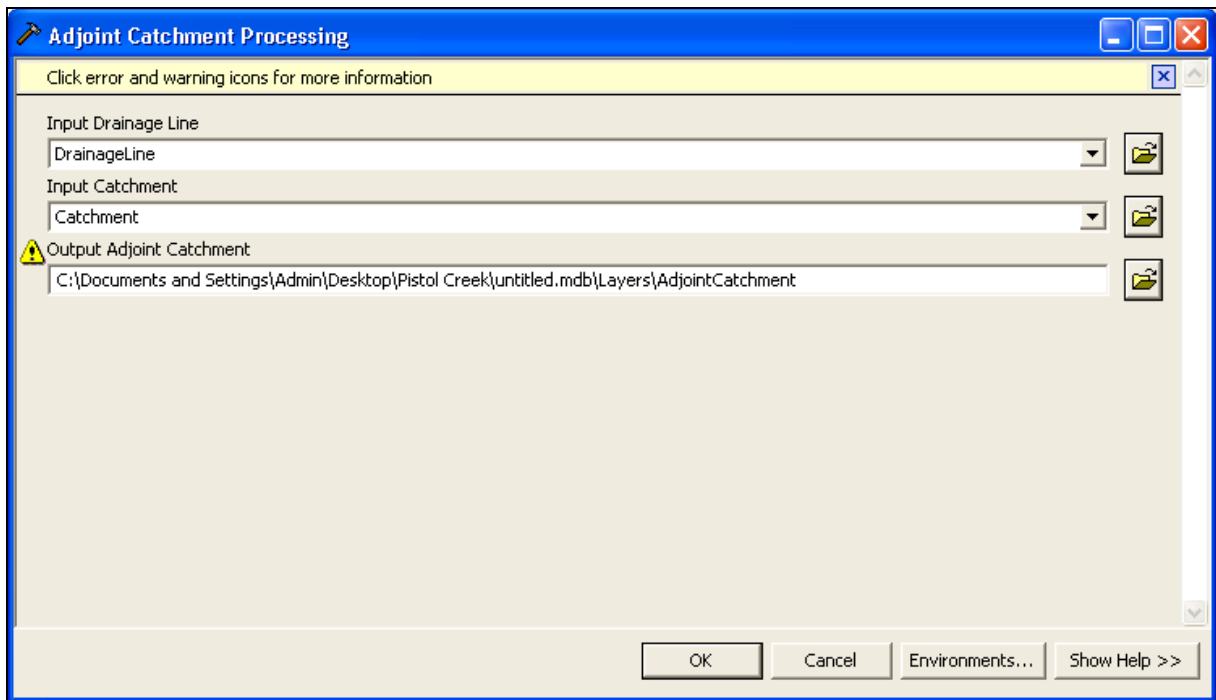 Adjoint Catchment Processing
Click error and warning icons for more information
Input Drainage Line
DrainageLine
Input Catchment
Catchment
Output Adjoint Catchment
C:\Documents and Settings\Admin\Desktop\Pistol Creek\untitled.mdb\Layers\AdjointCatchment
OK Cancel Environments... Show Help >>